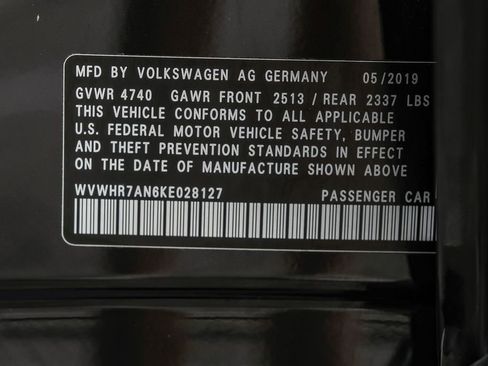 MFD BY VOLKSWAGEN AG GERMANY 05/2019
GVWR 4740 GAWR FRONT 2513 / REAR 2337 LBS
THIS VEHICLE CONFORMS TO ALL APPLICABLE
U.S. FEDERAL MOTOR VEHICLE SAFETY, BUMPER
AND THEFT PREVENTION STANDARDS IN EFFECT
ON THE DATE OF MANUFACTURE SHOWN ABOVE
WVWHR7AN6KE028127 PASSENGER CAR